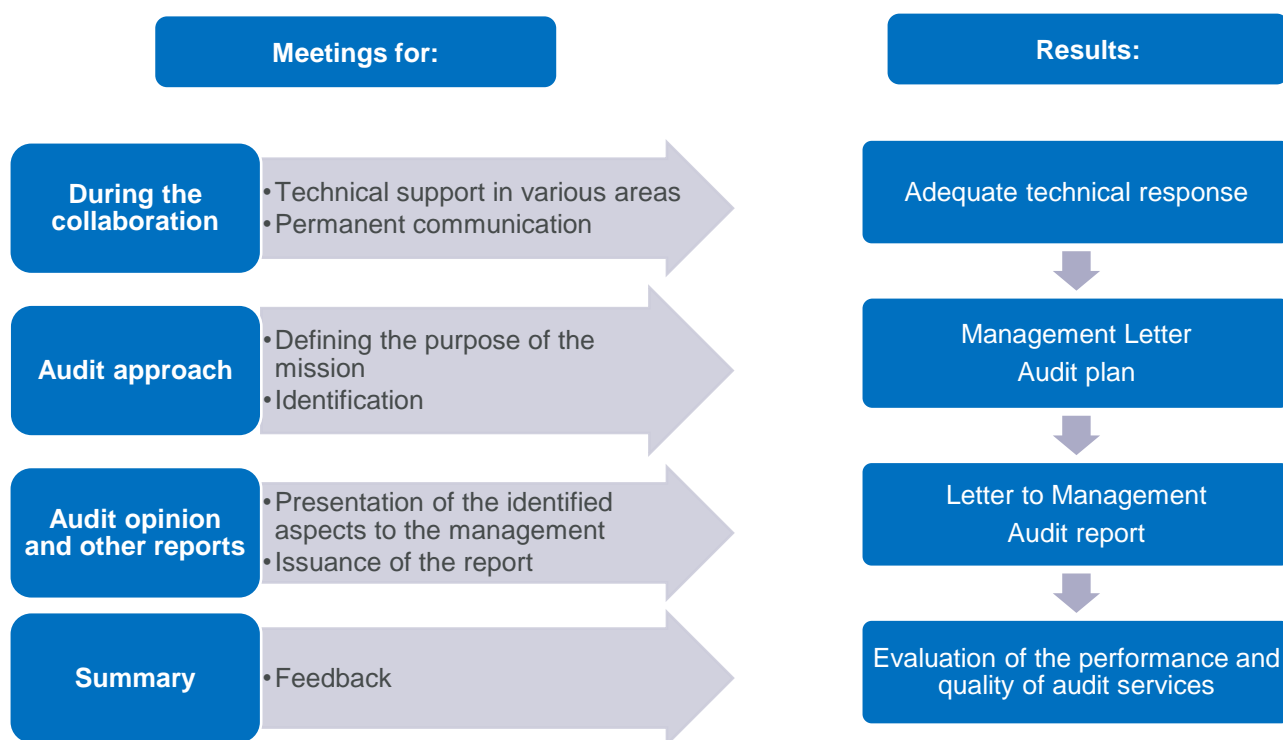 Meetings for:
Results:
During the
collaboration
•Technical support in various areas
•Permanent communication
Adequate technical response
Audit approach
•Defining the purpose of the
mission
•Identification
Management Letter
Audit plan
Audit opinion
and other reports
•Presentation of the identified
aspects to the management
•Issuance of the report
Letter to Management
Audit report
Summary
•Feedback
Evaluation of the performance and
quality of audit services